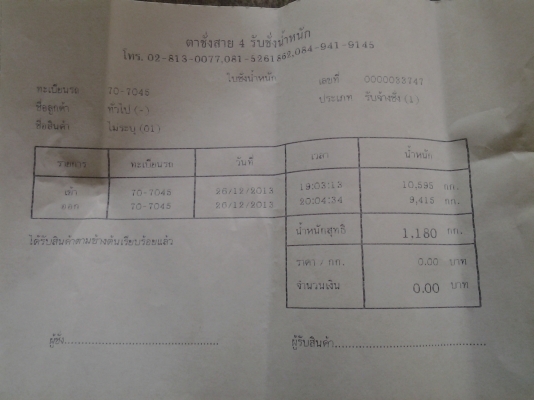 ตาชั่งสาย 4 รับชั่งน้ำหนัก
โทร. 02-813-0077,081-5261862,084-941-9145
ใบชั่งน้ำหนัก
เลขที่ 0000033747
ทะเบียนรถ 70-7045
ประเภท รับจ้างชั่ง (1)
ชื่อลูกค้า ทั่วไป (-)
ชื่อสินค้า ไม่ระบุ (01)
รายการ ทะเบียนรถ วันที่ เวลา น้ำหนัก
เข้า 70-7045 20/12/2013 19:03:13 10,595 กก.
ออก 70-7045 20/12/2013 20:04:34 9,415 กก.
น้ำหนักสุทธิ 1,180 กก.
ได้รับสินค้าตามข้างต้นเรียบร้อยแล้ว
ราคา / กก. 0.00 บาท
จำนวนเงิน 0.00 บาท
ผู้ชั่ง........................................ ผู้รับสินค้า........................................